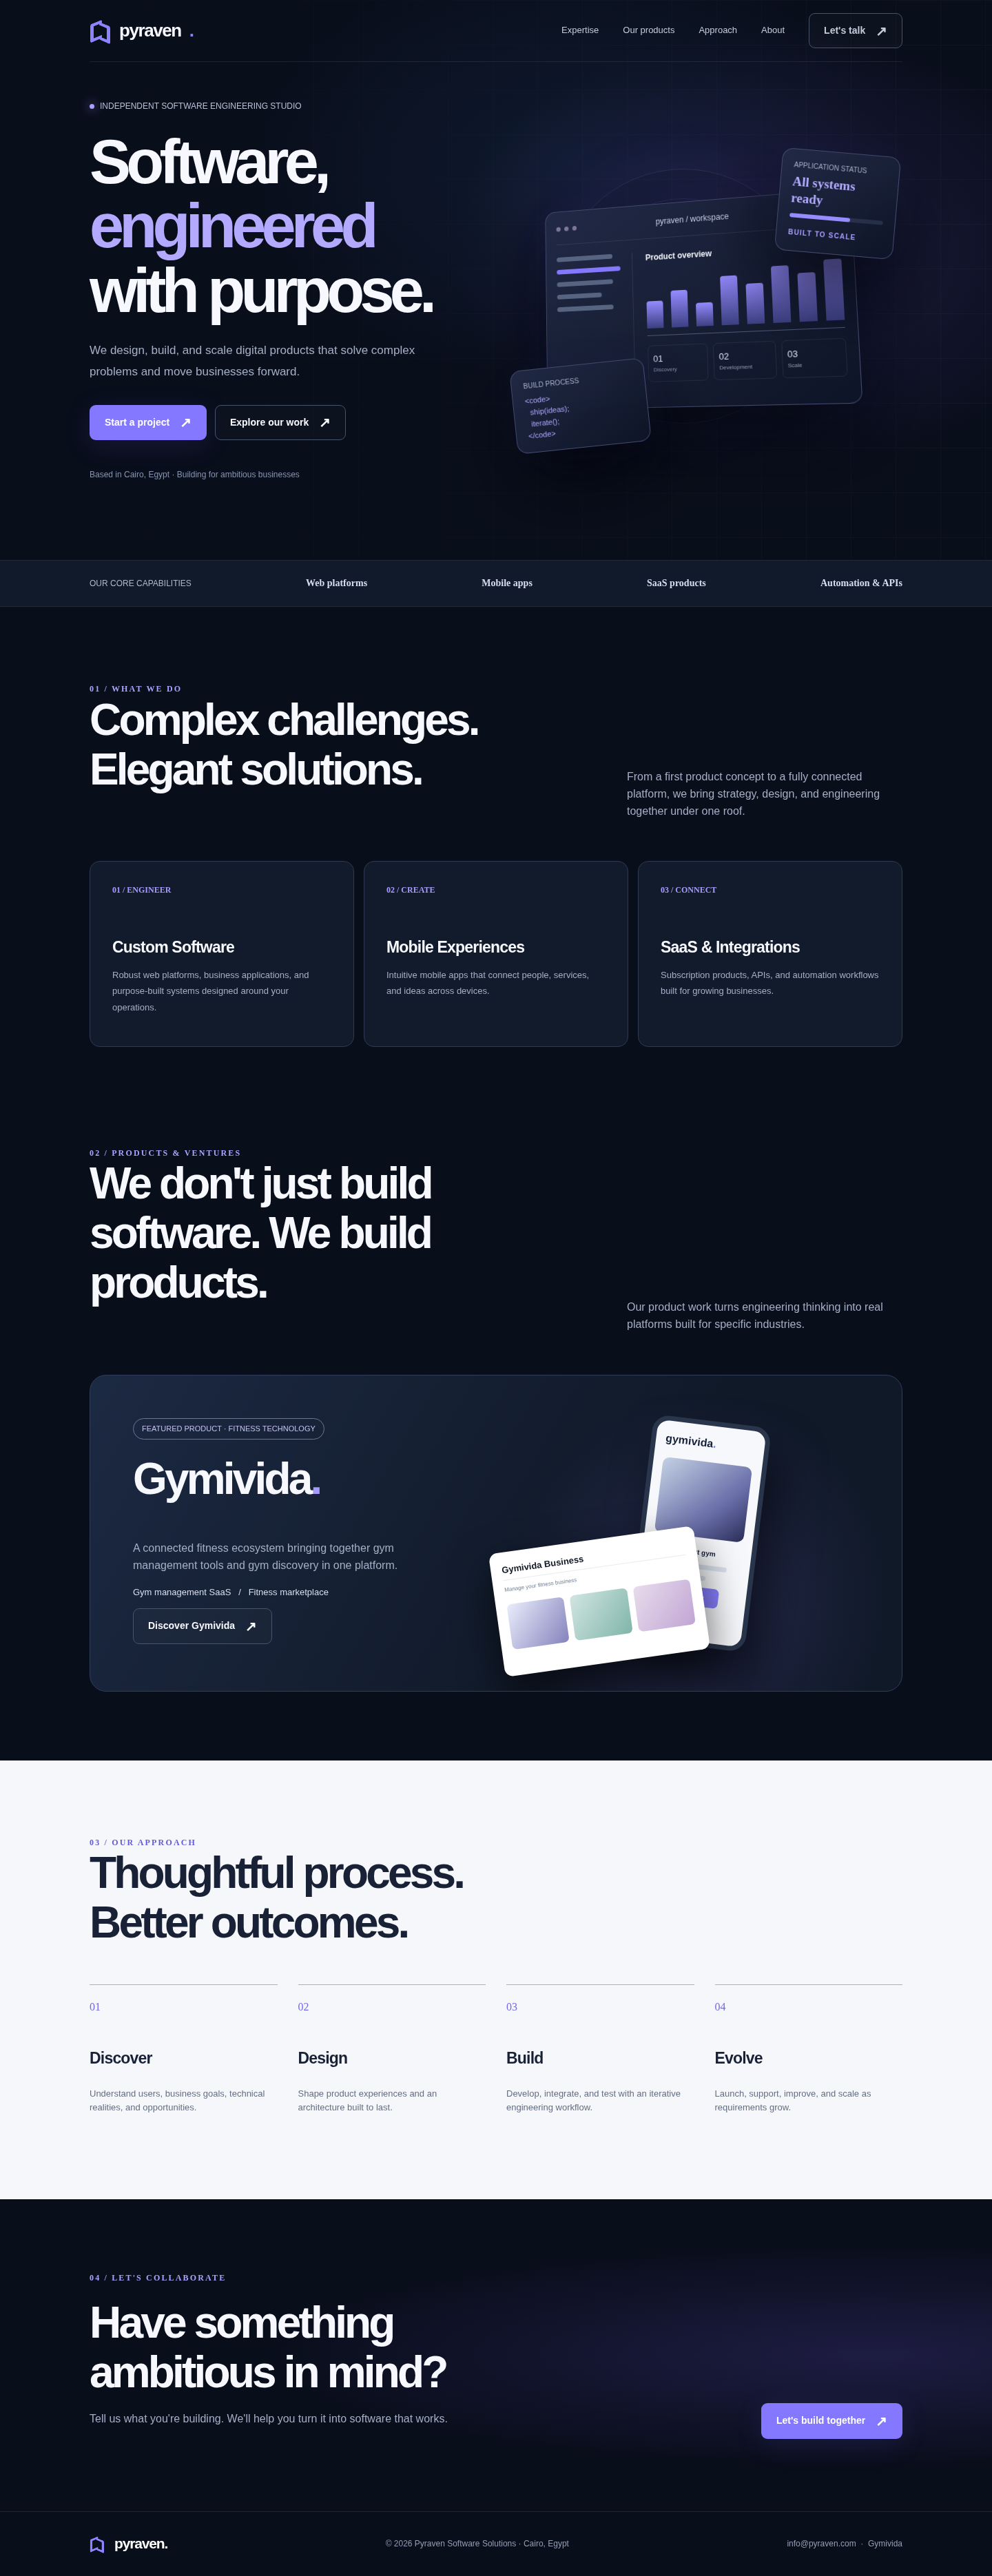 pyraven .
Expertise
Our products
Approach
About
Let's talk ↗
INDEPENDENT SOFTWARE ENGINEERING STUDIO
Software,
engineered
with purpose.
We design, build, and scale digital products that solve complex
problems and move businesses forward.
Start a project ↗
Explore our work ↗
Based in Cairo, Egypt · Building for ambitious businesses
pyraven / workspace
Product overview
01
Discovery
02
Development
03
Scale
APPLICATION STATUS
All systems
ready
BUILT TO SCALE
BUILD PROCESS
<code>
ship(ideas);
iterate();
</code>
OUR CORE CAPABILITIES
Web platforms
Mobile apps
SaaS products
Automation & APIs
01 / WHAT WE DO
Complex challenges.
Elegant solutions.
From a first product concept to a fully connected
platform, we bring strategy, design, and engineering
together under one roof.
01 / ENGINEER
Custom Software
Robust web platforms, business applications, and
purpose-built systems designed around your
operations.
02 / CREATE
Mobile Experiences
Intuitive mobile apps that connect people, services,
and ideas across devices.
03 / CONNECT
SaaS & Integrations
Subscription products, APIs, and automation workflows
built for growing businesses.
02 / PRODUCTS & VENTURES
We don't just build
software. We build
products.
Our product work turns engineering thinking into real
platforms built for specific industries.
FEATURED PRODUCT · FITNESS TECHNOLOGY
Gymivida.
A connected fitness ecosystem bringing together gym
management tools and gym discovery in one platform.
Gym management SaaS / Fitness marketplace
Discover Gymivida ↗
gymivida.
gym
Gymivida Business
Manage your fitness business
03 / OUR APPROACH
Thoughtful process.
Better outcomes.
01
Discover
Understand users, business goals, technical
realities, and opportunities.
02
Design
Shape product experiences and an
architecture built to last.
03
Build
Develop, integrate, and test with an iterative
engineering workflow.
04
Evolve
Launch, support, improve, and scale as
requirements grow.
04 / LET'S COLLABORATE
Have something
ambitious in mind?
Tell us what you're building. We'll help you turn it into software that works.
Let's build together ↗
pyraven.
© 2026 Pyraven Software Solutions · Cairo, Egypt
info@pyraven.com · Gymivida